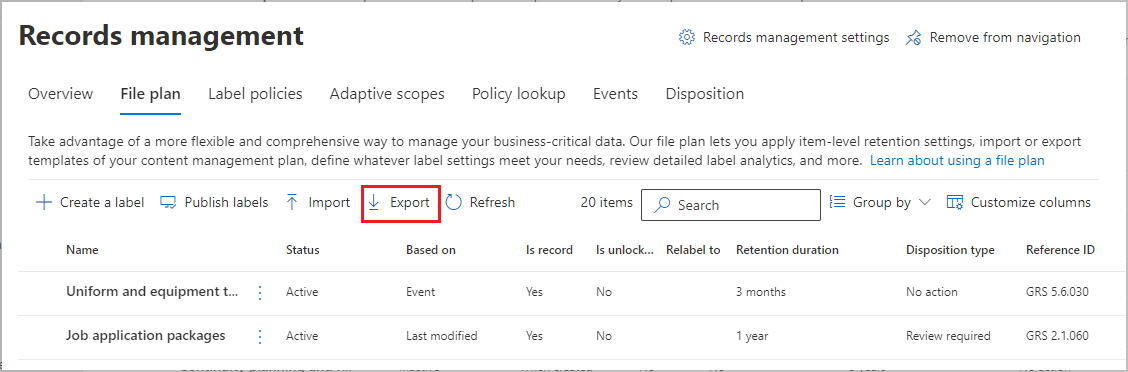 Records management
Records management settings
Remove from navigation
Overview File plan Label policies Adaptive scopes Policy lookup Events Disposition
Take advantage of a more flexible and comprehensive way to manage your business-critical data. Our file plan lets you apply item-level retention settings, import or export
templates of your content management plan, define whatever label settings meet your needs, review detailed label analytics, and more. Learn about using a file plan
Create a label Publish labels Import Export Refresh 20 items Search Group by Customize columns
Name Status Based on Is record Is unlock... Relabel to Retention duration Disposition type Reference ID
Uniform and equipment t... Active Event Yes No 3 months No action GRS 5.6.030
Job application packages Active Last modified Yes No 1 year Review required GRS 2.1.060